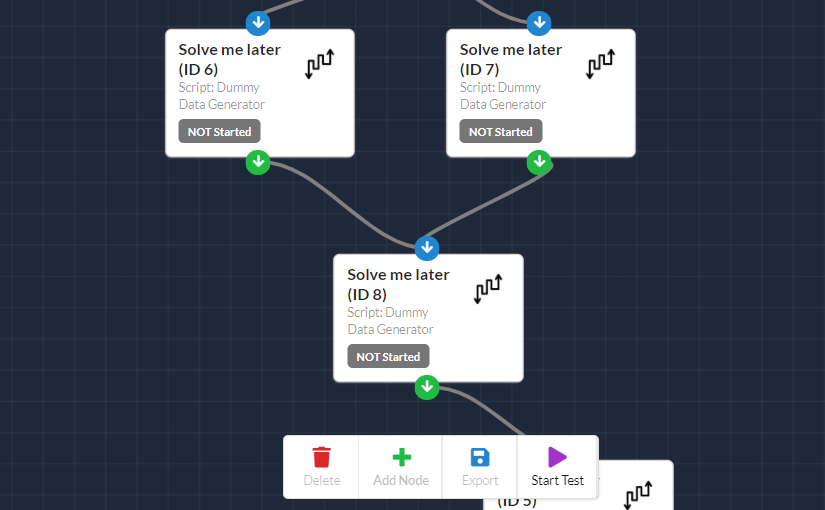 Solve me later
(ID 6)
Script: Dummy
Data Generator
NOT Started
Solve me later
(ID 7)
Script: Dummy
Data Generator
NOT Started
Solve me later
(ID 8)
Script: Dummy
Data Generator
NOT Started
Delete
Add Node
Export
Start Test
(ID 5)